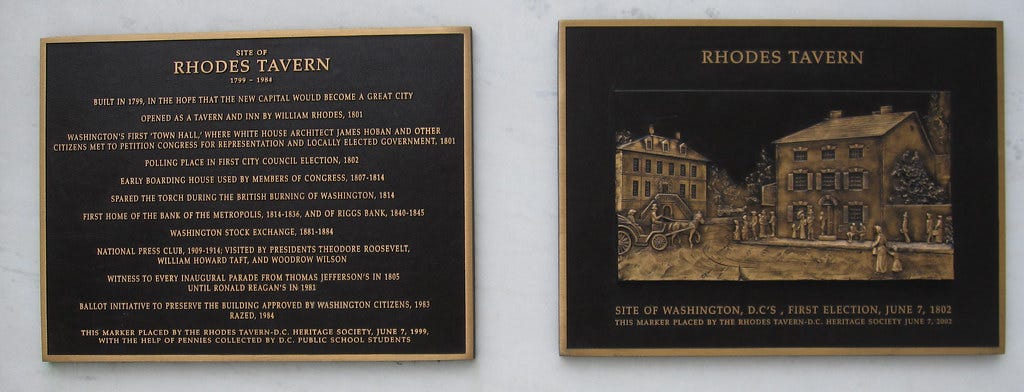 SITE OF
RHODES TAVERN
1799 - 1984
BUILT IN 1799, IN THE HOPE THAT THE NEW CAPITAL WOULD BECOME A GREAT CITY
OPENED AS A TAVERN AND INN BY WILLIAM RHODES, 1801
WASHINGTON'S FIRST 'TOWN HALL,' WHERE WHITE HOUSE ARCHITECT JAMES HOBAN AND OTHER
CITIZENS MET TO PETITION CONGRESS FOR REPRESENTATION AND LOCALLY ELECTED GOVERNMENT, 1801
POLLING PLACE IN FIRST CITY COUNCIL ELECTION, 1802
EARLY BOARDING HOUSE USED BY MEMBERS OF CONGRESS, 1807-1814
SPARED THE TORCH DURING THE BRITISH BURNING OF WASHINGTON, 1814
FIRST HOME OF THE BANK OF THE METROPOLIS, 1814-1836, AND OF RIGGS BANK, 1840-1845
WASHINGTON STOCK EXCHANGE, 1881-1884
NATIONAL PRESS CLUB, 1909-1914; VISITED BY PRESIDENTS THEODORE ROOSEVELT,
WILLIAM HOWARD TAFT, AND WOODROW WILSON
WITNESS TO EVERY INAUGURAL PARADE FROM THOMAS JEFFERSON'S IN 1805
UNTIL RONALD REAGAN'S IN 1981
BALLOT INITIATIVE TO PRESERVE THE BUILDING APPROVED BY WASHINGTON CITIZENS, 1983
RAZED, 1984
THIS MARKER PLACED BY THE RHODES TAVERN-D.C. HERITAGE SOCIETY, JUNE 7, 1999,
WITH THE HELP OF PENNIES COLLECTED BY D.C. PUBLIC SCHOOL STUDENTS
RHODES TAVERN
SITE OF WASHINGTON, D.C'S , FIRST ELECTION, JUNE 7, 1802
THIS MARKER PLACED BY THE RHODES TAVERN-D.C. HERITAGE SOCIETY JUNE 7, 2002